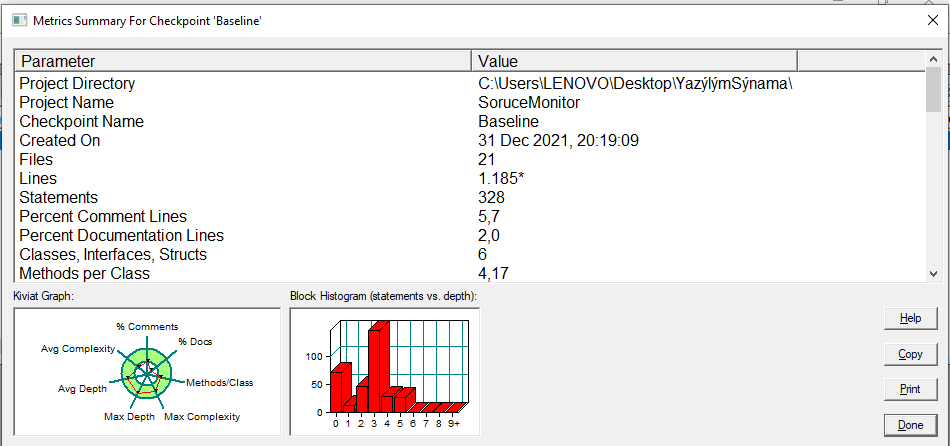 Metrics Summary For Checkpoint 'Baseline'
Parameter Value
Project Directory C:\Users\LENOVO\Desktop\YazýlýmSýnama\
Project Name SoruceMonitor
Checkpoint Name Baseline
Created On 31 Dec 2021, 20:19:09
Files 21
Lines 1.185*
Statements 328
Percent Comment Lines 5,7
Percent Documentation Lines 2,0
Classes, Interfaces, Structs 6
Methods per Class 4,17
Kiviat Graph:
% Comments
% Docs
Avg Complexity
Methods/Class
Avg Depth
Max Depth
Max Complexity
Block Histogram (statements vs. depth):
100
50
0
0 1 2 3 4 5 6 7 8 9+
Help
Copy
Print
Done